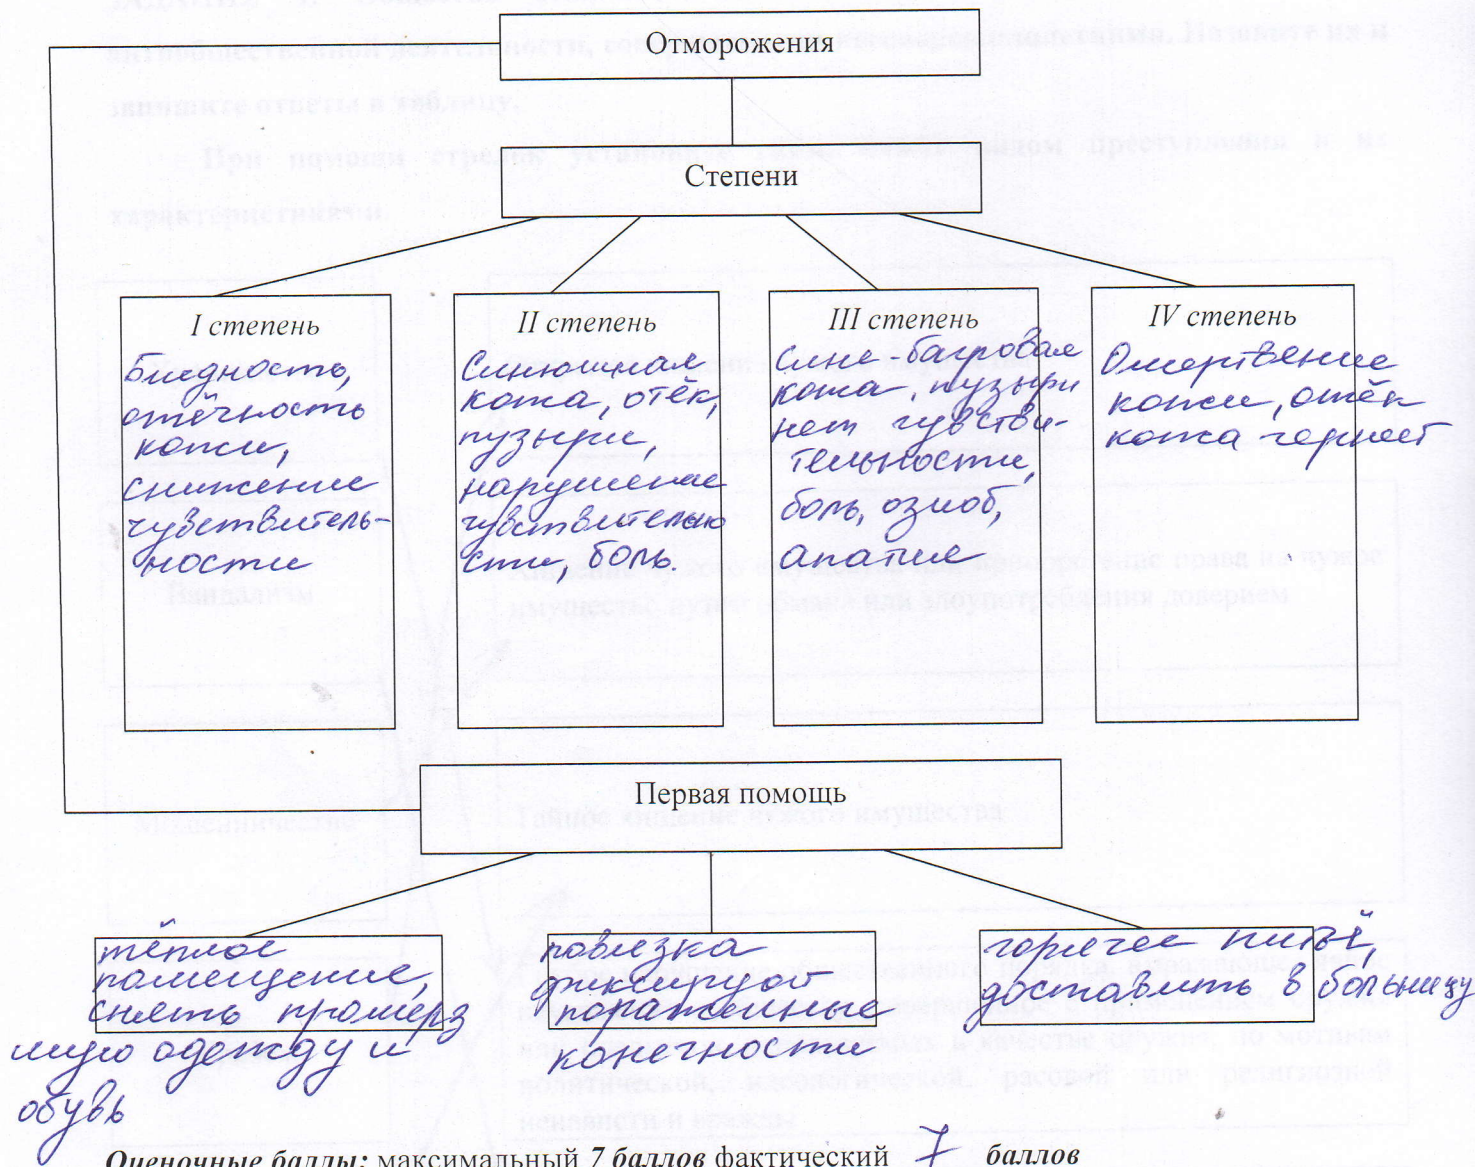 Отморожения
Степени
I степень
Бледность,
отёчность
кожи,
снижение
чувствитель-
ности
II степень
Синюшная
кожа, отёк,
пузыри,
нарушение
чувствительно
сти, боль.
III степень
Сине-багровая
кожа, пузыри
нет чувстви-
тельности,
боль, озноб,
апатие
IV степень
Омертвение
кожи, отёк
кожа чернеет
Первая помощь
тёплое
помещение,
снять промерз
шую одежду и
обувь
повязка
фиксируой
пораженные
конечности
горячее питьё,
доставить в больницу
Оценочные баллы: максимальный 7 баллов фактический 7 баллов